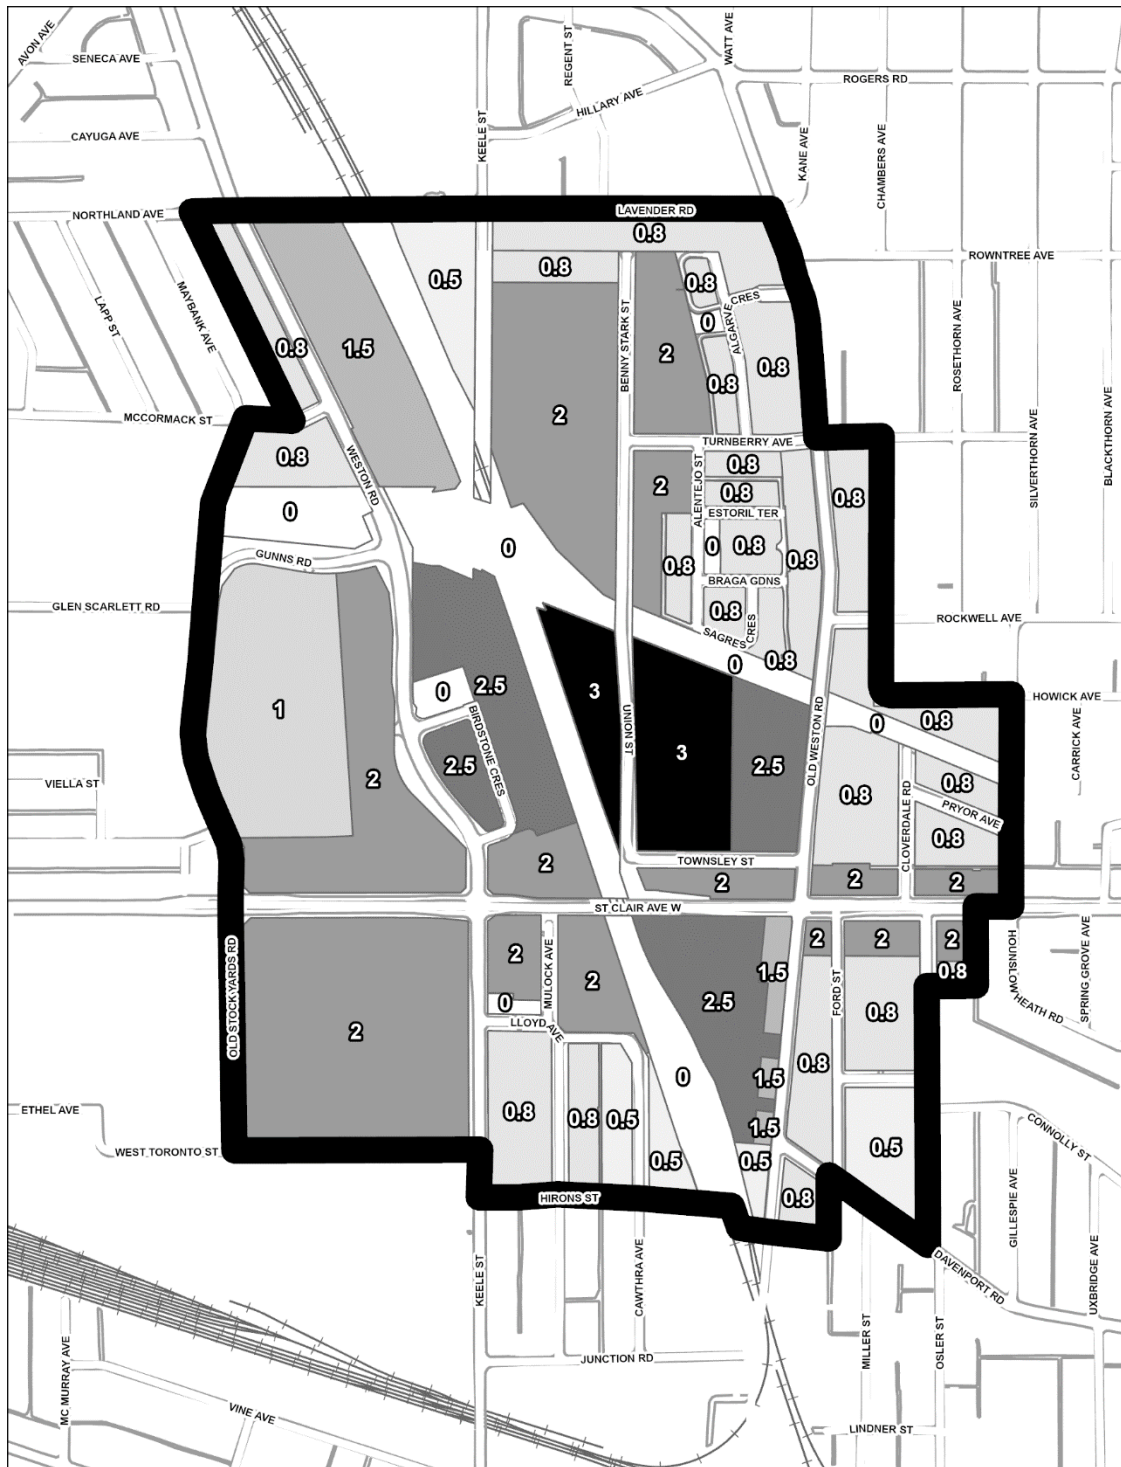 AVON AVE
SENECA AVE
CAYUGA AVE
NORTHLAND AVE
KEELE ST
REGENT ST
HILLARY AVE
WATT AVE
ROGERS RD
KANE AVE
CHAMBERS AVE
LAVENDER RD
ROWNTREE AVE
LAPP ST
MAYBANK AVE
MCCORMACK ST
0.8
0.8
0.5
0.8
1.5
0.8
0
ALGARVE CRES
BENNY STARK ST
2
0.8
0.8
2
ROSETHORN AVE
SILVERTHORN AVE
BLACKTHORN AVE
TURNBERRY AVE
WESTON RD
0.8
0
GUNNS RD
0
2
ALENTEJO ST
0.8
0.8
ESTORIL TER
0.8
0
0.8
0.8
0.8
BRAGA GDNS
0.8
SAGRES CRES
0
0.8
GLEN SCARLETT RD
ROCKWELL AVE
HOWICK AVE
CARRICK AVE
1
0
2.5
3
UNION ST
3
2.5
OLD WESTON RD
0
0.8
BIRDSTONE CRES
2.5
2
VIELLA ST
0.8
CLOVERDALE RD
0.8
PRYOR AVE
0.8
2
TOWNSLEY ST
2
2
2
ST CLAIR AVE W
OLD STOCK YARDS RD
2
2
0
MULOCK AVE
LLOYD AVE
2
2.5
1.5
2
2
2
0.8
FORD ST
0.8
0.8
HOUNSLOW
HEATH RD
SPRING GROVE AVE
0
1.5
1.5
0.5
0.8
0.8
0.5
0.5
0.5
0.8
ETHEL AVE
WEST TORONTO ST
HIRONS ST
CONNOLLY ST
GILLESPIE AVE
DAVENPORT RD
UXBRIDGE AVE
KEELE ST
CAWTHRA AVE
JUNCTION RD
MILLER ST
OSLER ST
MC MURRAY AVE
VINE AVE
LINDNER ST